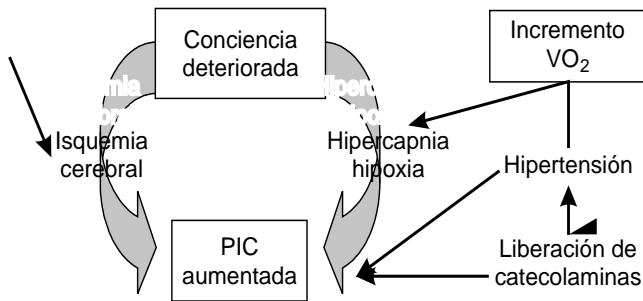 Conciencia
deteriorada
Incremento
VO₂
Isquemia
cerebral
Hipercapnia
hipoxia
Hipertensión
PIC
aumentada
Liberación de
catecolaminas